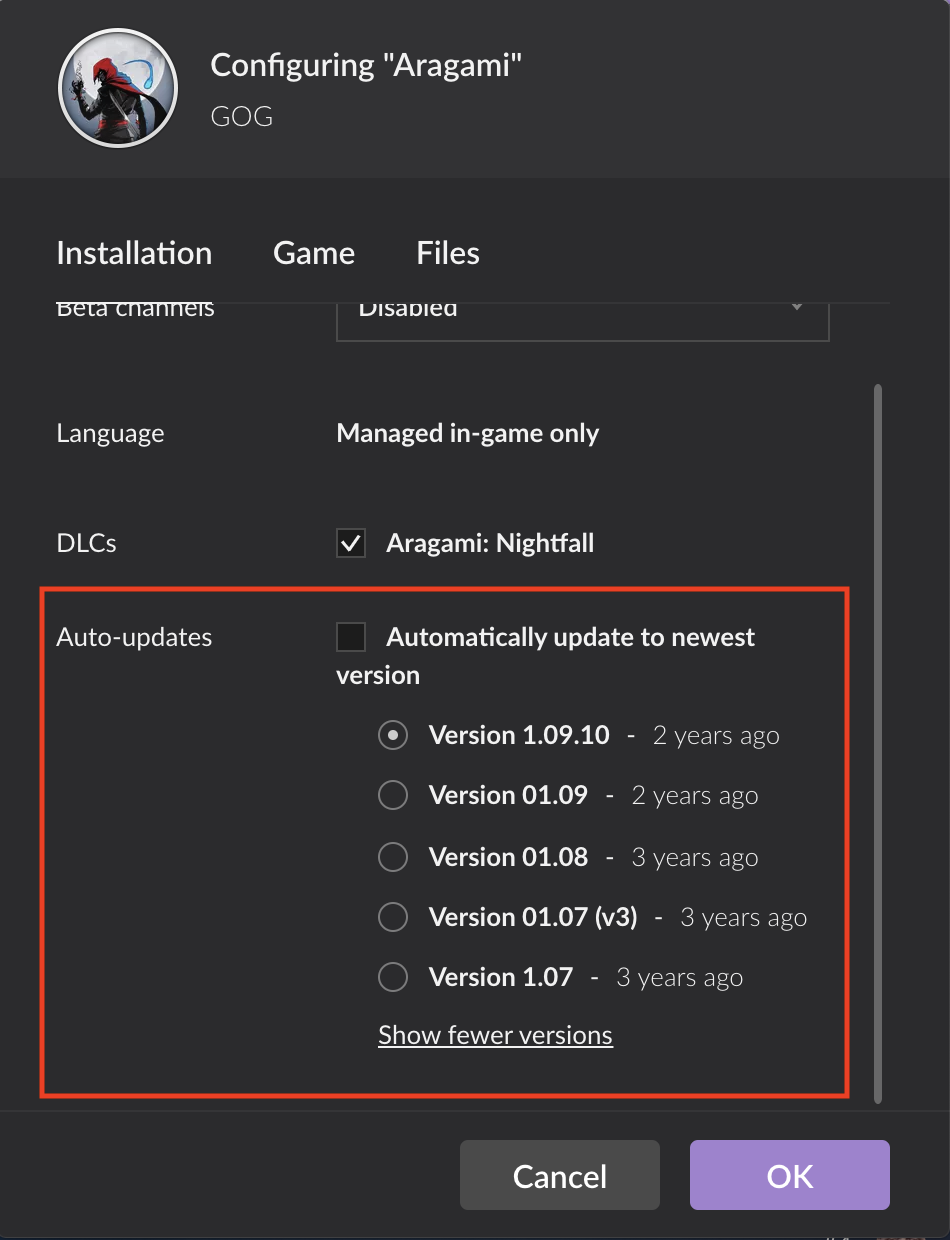 Configuring "Aragami"
GOG
Installation Game Files
Beta channels Disabled
Language Managed in-game only
DLCs Aragami: Nightfall
Auto-updates Automatically update to newest
version
Version 1.09.10 - 2 years ago
Version 01.09 - 2 years ago
Version 01.08 - 3 years ago
Version 01.07 (v3) - 3 years ago
Version 1.07 - 3 years ago
Show fewer versions
Cancel OK